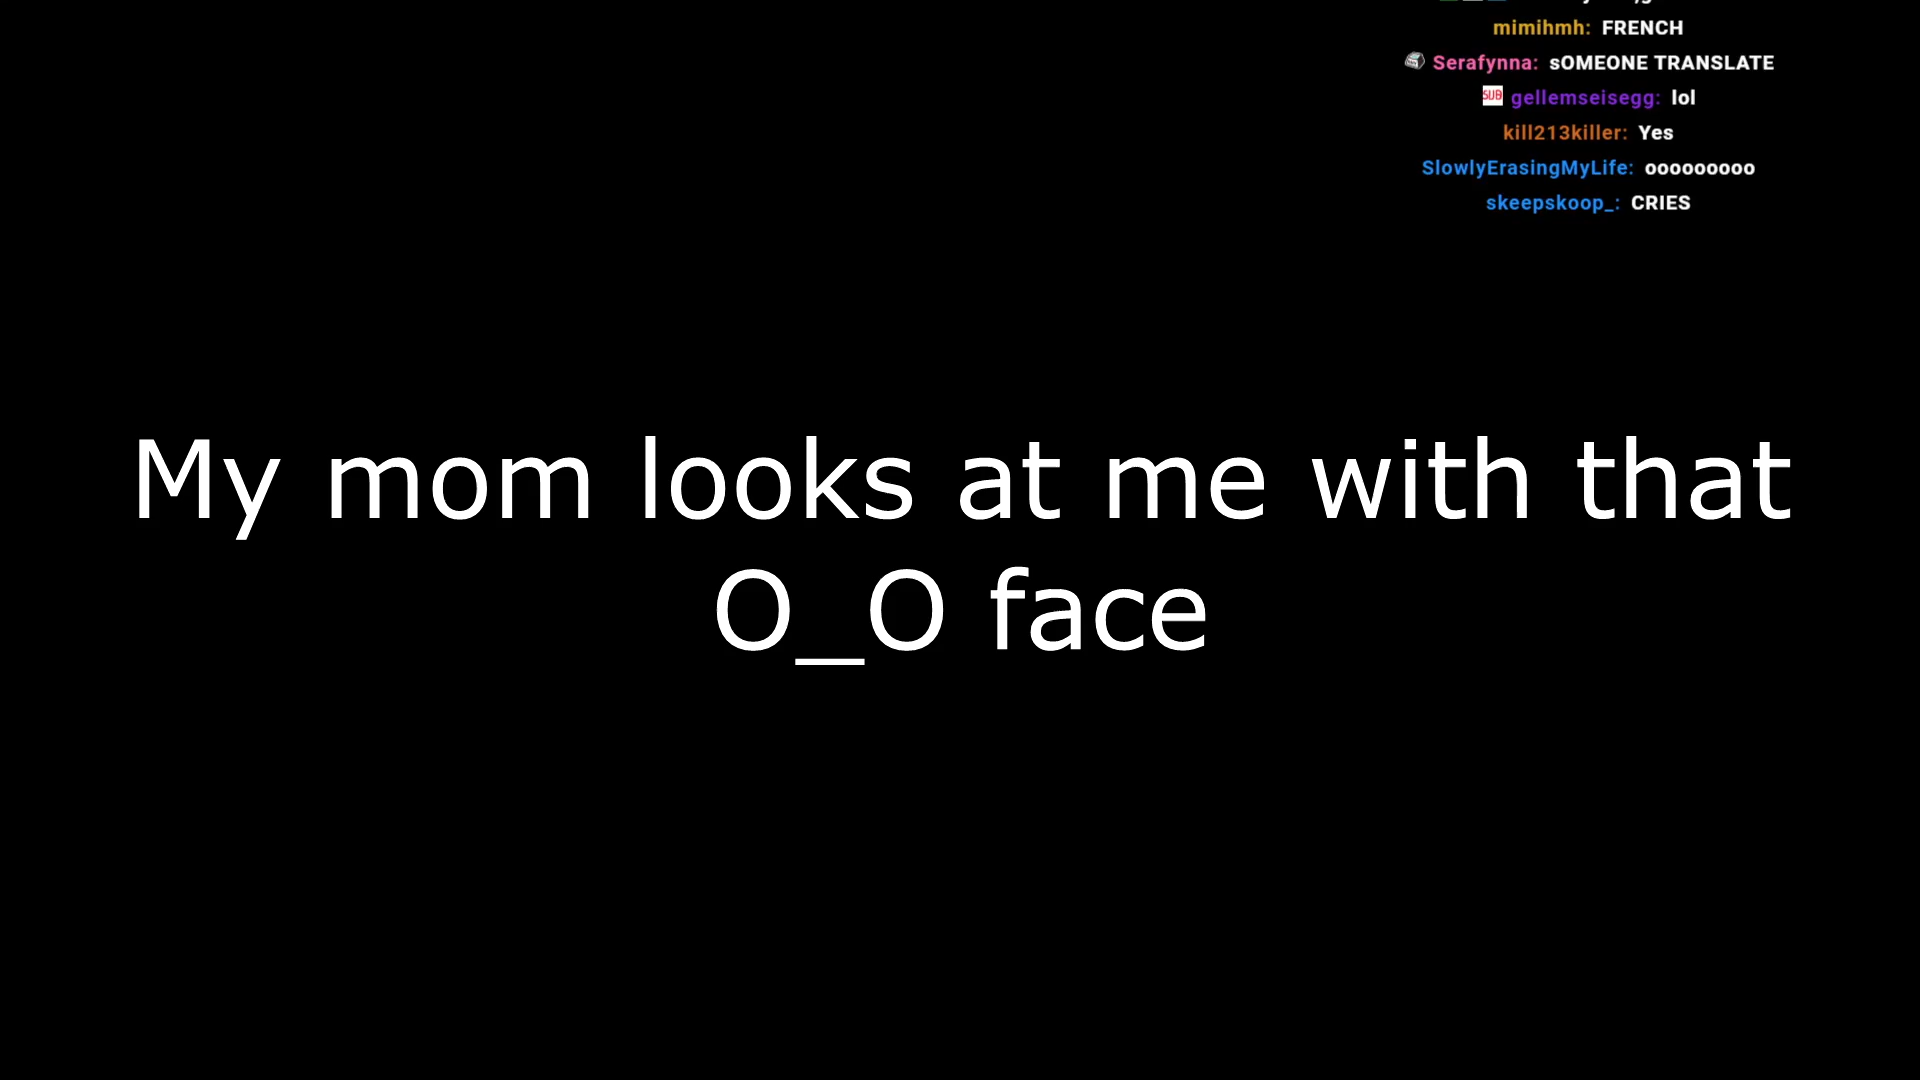 mimihmh: FRENCH
Serafynna: sOMEONE TRANSLATE
SUB gellemseisegg: lol
kill213killer: Yes
SlowlyErasingMyLife: ooooooooo
skeepskoop_: CRIES
My mom looks at me with that
O_O face